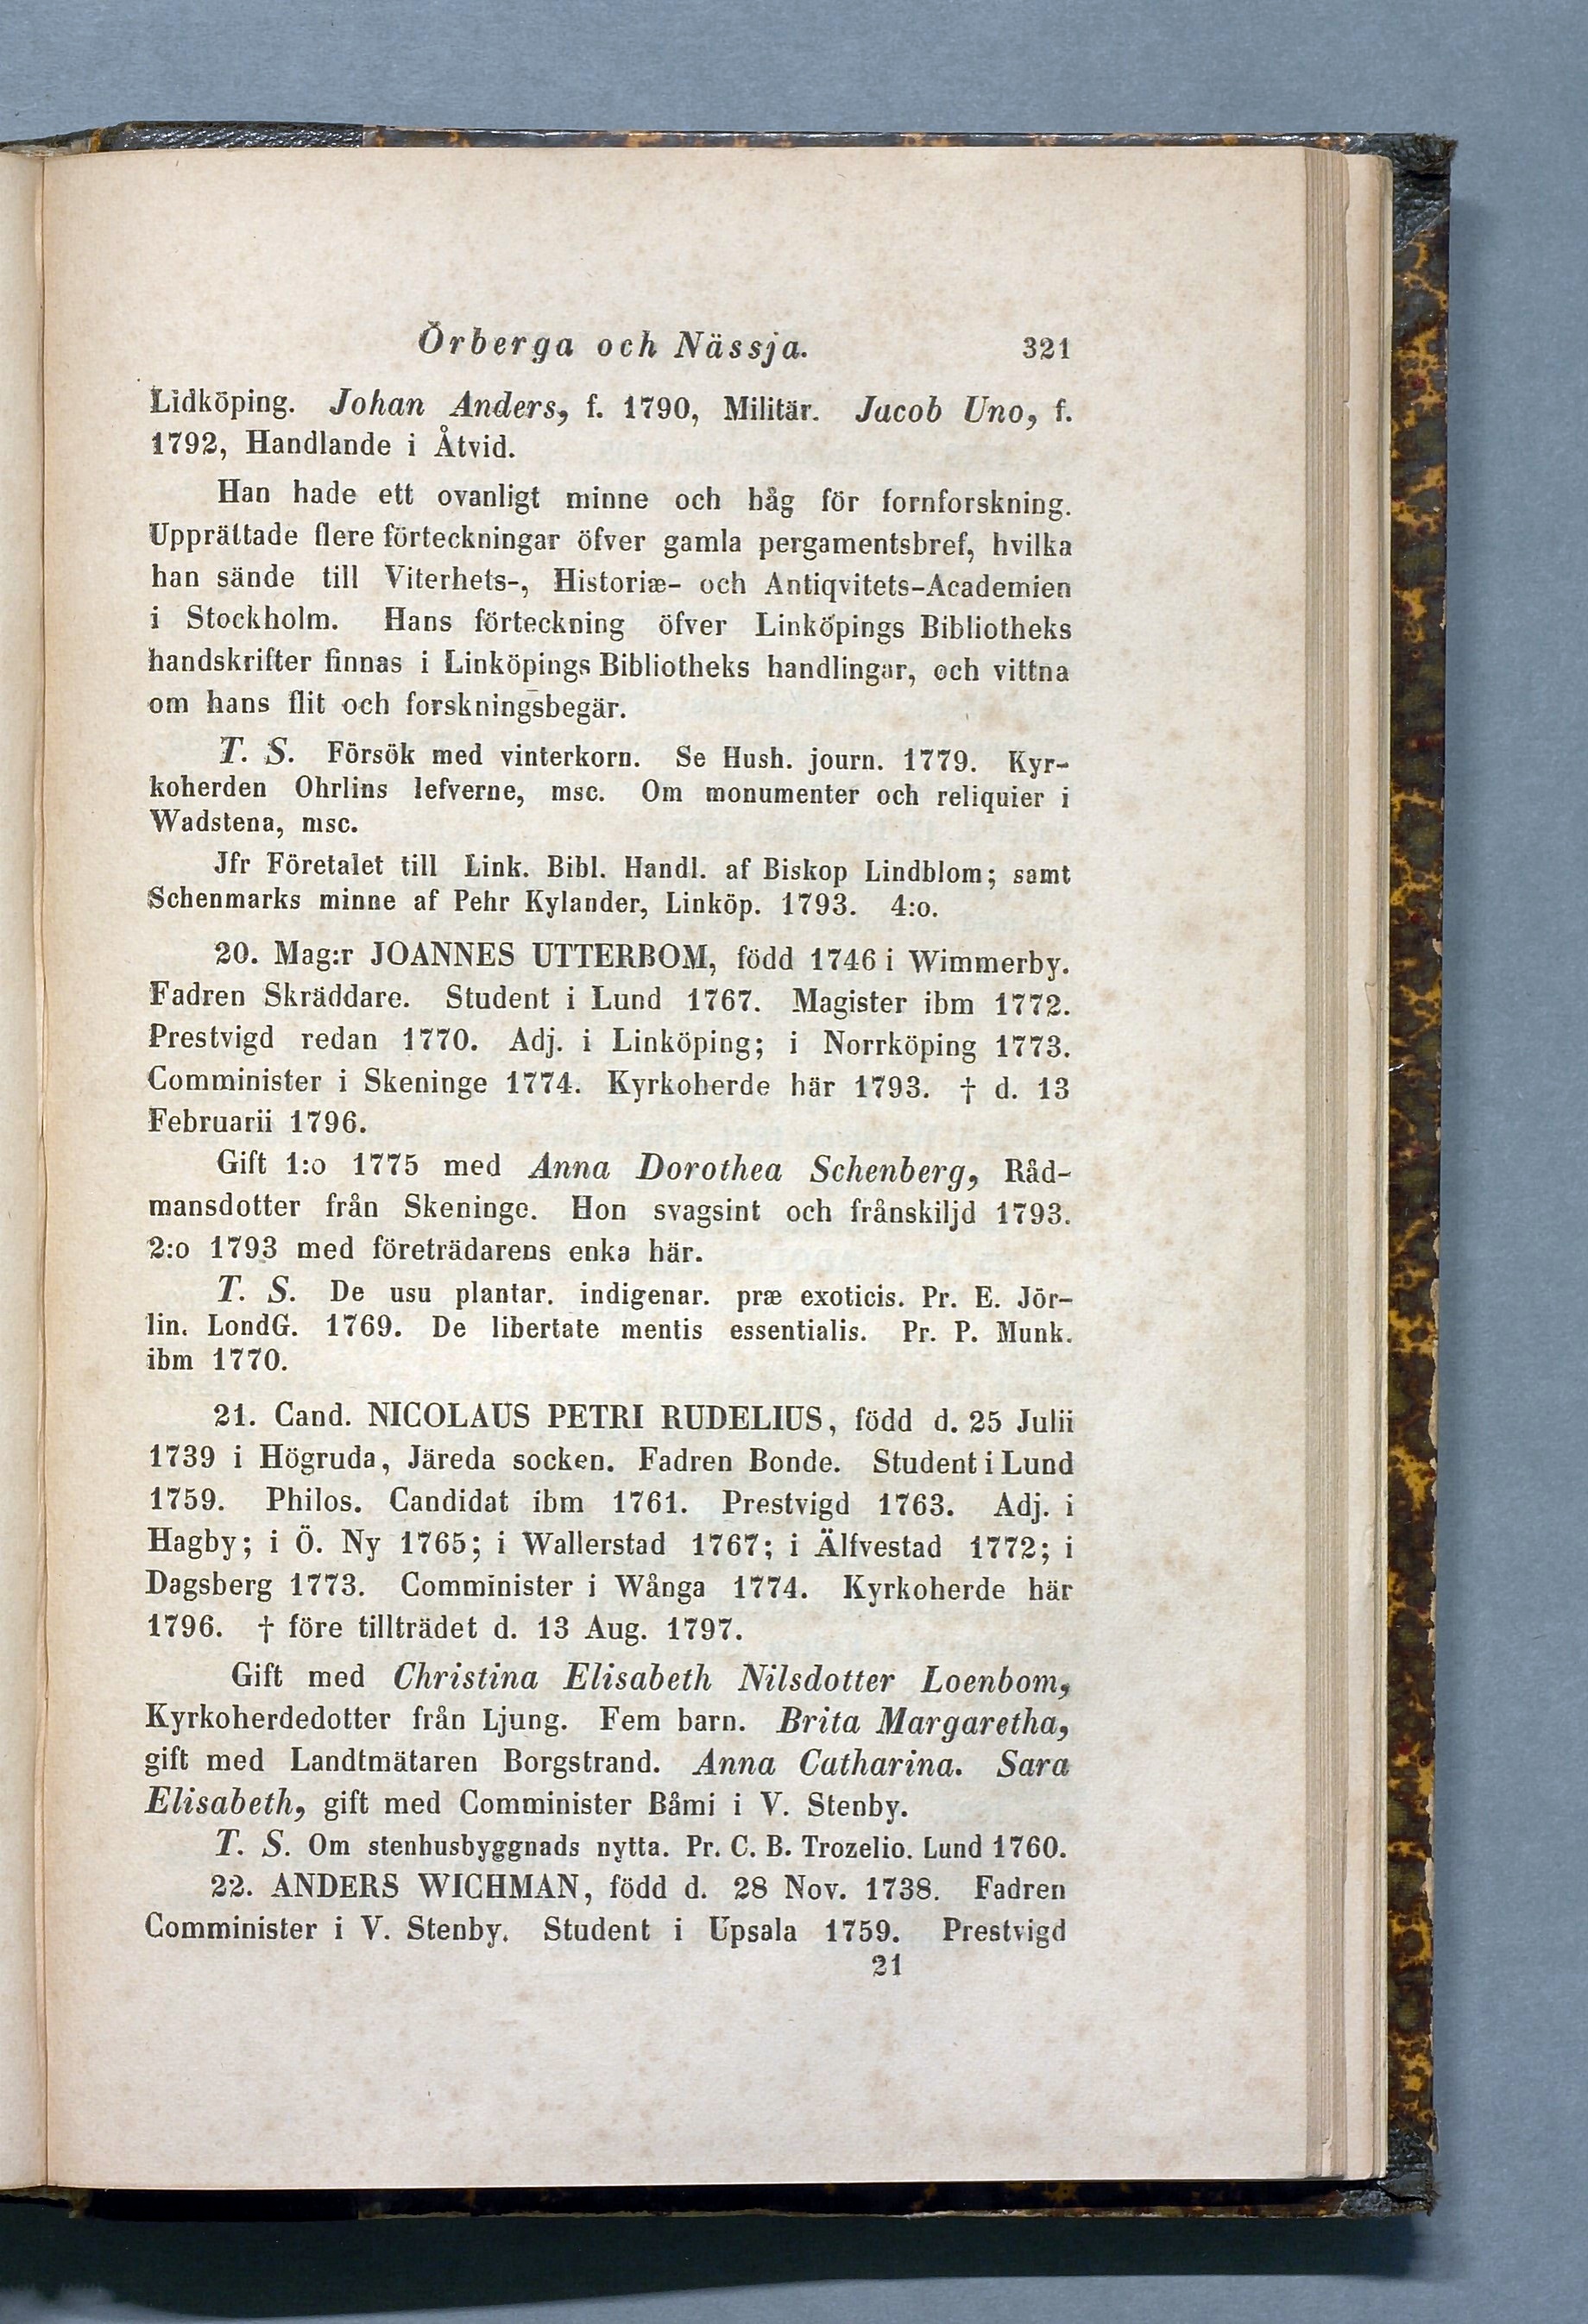 Örberga och Nässja. 321
Lidköping. Johan Anders, f. 1790, Militär. Jacob Uno, f.
1792, Handlande i Åtvid.
Han hade ett ovanligt minne och håg för fornforskning.
Upprättade flere förteckningar öfver gamla pergamentsbref, hvilka
han sände till Viterhets-, Historiæ- och Antiqvitets-Academien
i Stockholm. Hans förteckning öfver Linköpings Bibliotheks
handskrifter finnas i Linköpings Bibliotheks handlingar, och vittna
om hans flit och forskningsbegär.
T. S. Försök med vinterkorn. Se Hush. journ. 1779. Kyr-
koherden Ohrlins lefverne, msc. Om monumenter och reliquier i
Wadstena, msc.
Jfr Företalet till Link. Bibl. Handl. af Biskop Lindblom; samt
Schenmarks minne af Pehr Kylander, Linköp. 1793. 4:o.
20. Mag:r JOANNES UTTERBOM, född 1746 i Wimmerby.
Fadren Skräddare. Student i Lund 1767. Magister ibm 1772.
Prestvigd redan 1770. Adj. i Linköping; i Norrköping 1773.
Comminister i Skeninge 1774. Kyrkoherde här 1793. † d. 13
Februarii 1796.
Gift 1:o 1775 med Anna Dorothea Schenberg, Råd-
mansdotter från Skeninge. Hon svagsint och frånskiljd 1793.
2:o 1793 med företrädarens enka här.
T. S. De usu plantar. indigenar. præ exoticis. Pr. E. Jör-
lin. LondG. 1769. De libertate mentis essentialis. Pr. P. Munk.
ibm 1770.
21. Cand. NICOLAUS PETRI RUDELIUS, född d. 25 Julii
1739 i Högruda, Järeda socken. Fadren Bonde. Student i Lund
1759. Philos. Candidat ibm 1761. Prestvigd 1763. Adj. i
Hagby; i Ö. Ny 1765; i Wallerstad 1767; i Älfvestad 1772; i
Dagsberg 1773. Comminister i Wånga 1774. Kyrkoherde här
1796. † före tillträdet d. 13 Aug. 1797.
Gift med Christina Elisabeth Nilsdotter Loenbom,
Kyrkoherdedotter från Ljung. Fem barn. Brita Margaretha,
gift med Landtmätaren Borgstrand. Anna Catharina. Sara
Elisabeth, gift med Comminister Båmi i V. Stenby.
T. S. Om stenhusbyggnads nytta. Pr. C. B. Trozelio. Lund 1760.
22. ANDERS WICHMAN, född d. 28 Nov. 1738. Fadren
Comminister i V. Stenby. Student i Upsala 1759. Prestvigd
21